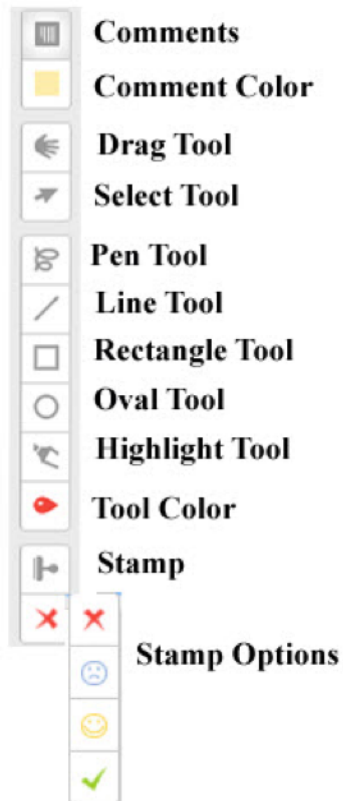 Comments
Comment Color
Drag Tool
Select Tool
Pen Tool
Line Tool
Rectangle Tool
Oval Tool
Highlight Tool
Tool Color
Stamp
Stamp Options